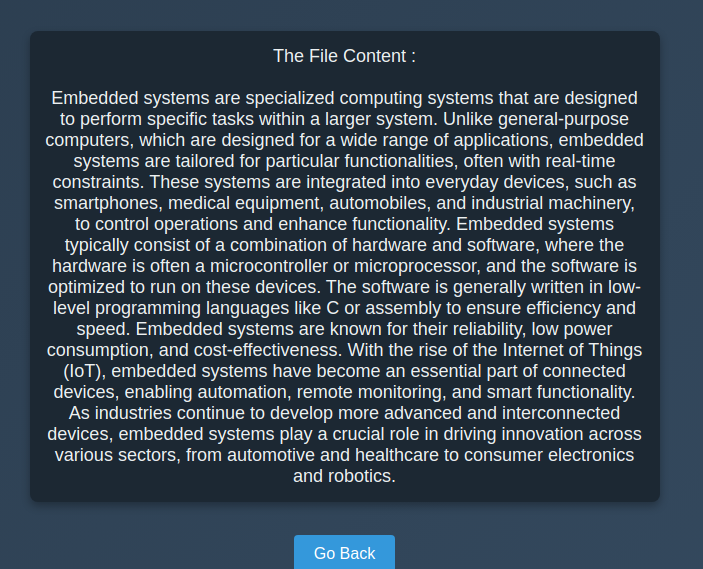 The File Content :
Embedded systems are specialized computing systems that are designed
to perform specific tasks within a larger system. Unlike general-purpose
computers, which are designed for a wide range of applications, embedded
systems are tailored for particular functionalities, often with real-time
constraints. These systems are integrated into everyday devices, such as
smartphones, medical equipment, automobiles, and industrial machinery,
to control operations and enhance functionality. Embedded systems
typically consist of a combination of hardware and software, where the
hardware is often a microcontroller or microprocessor, and the software is
optimized to run on these devices. The software is generally written in low-
level programming languages like C or assembly to ensure efficiency and
speed. Embedded systems are known for their reliability, low power
consumption, and cost-effectiveness. With the rise of the Internet of Things
(IoT), embedded systems have become an essential part of connected
devices, enabling automation, remote monitoring, and smart functionality.
As industries continue to develop more advanced and interconnected
devices, embedded systems play a crucial role in driving innovation across
various sectors, from automotive and healthcare to consumer electronics
and robotics.
Go Back